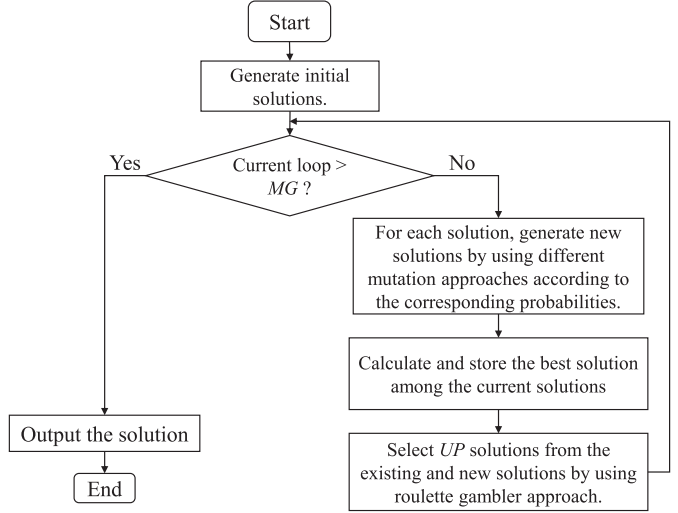 Start
Generate initial
solutions.
Current loop >
MG ?
Yes
No
For each solution, generate new
solutions by using different
mutation approaches according to
the corresponding probabilities.
Calculate and store the best solution
among the current solutions
Select UP solutions from the
existing and new solutions by using
roulette gambler approach.
Output the solution
End